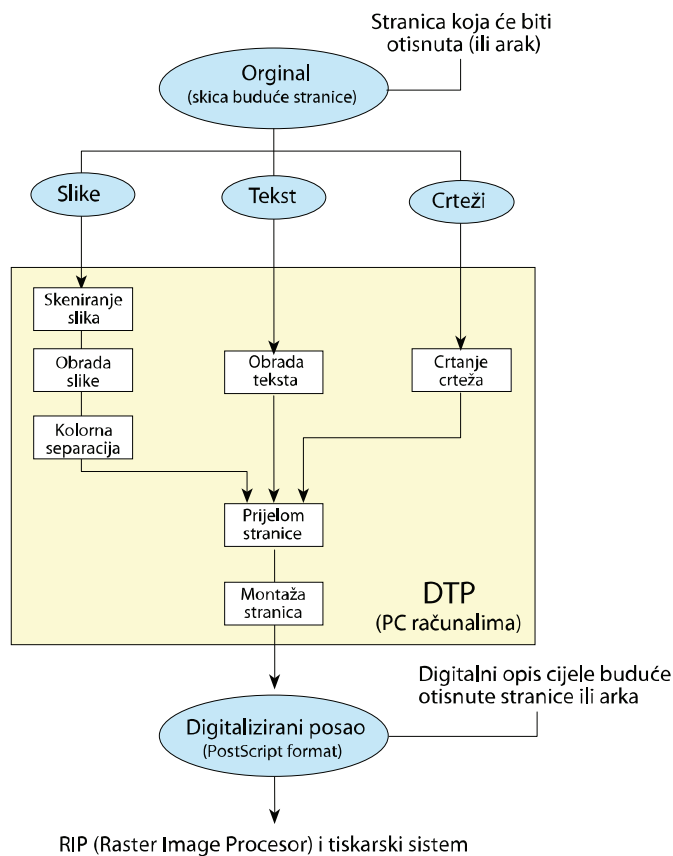 Stranica koja će biti
otisnuta (ili arak)
Orginal
(skica buduće stranice)
Slike
Tekst
Crteži
Skeniranje
slika
Obrada
slike
Obrada
teksta
Crtanje
crteža
Kolorna
separacija
Prijelom
stranice
Montaža
stranica
DTP
(PC računalima)
Digitalni opis cijele buduće
otisnute stranice ili arka
Digitalizirani posao
(PostScript format)
RIP (Raster Image Procesor) i tiskarski sistem